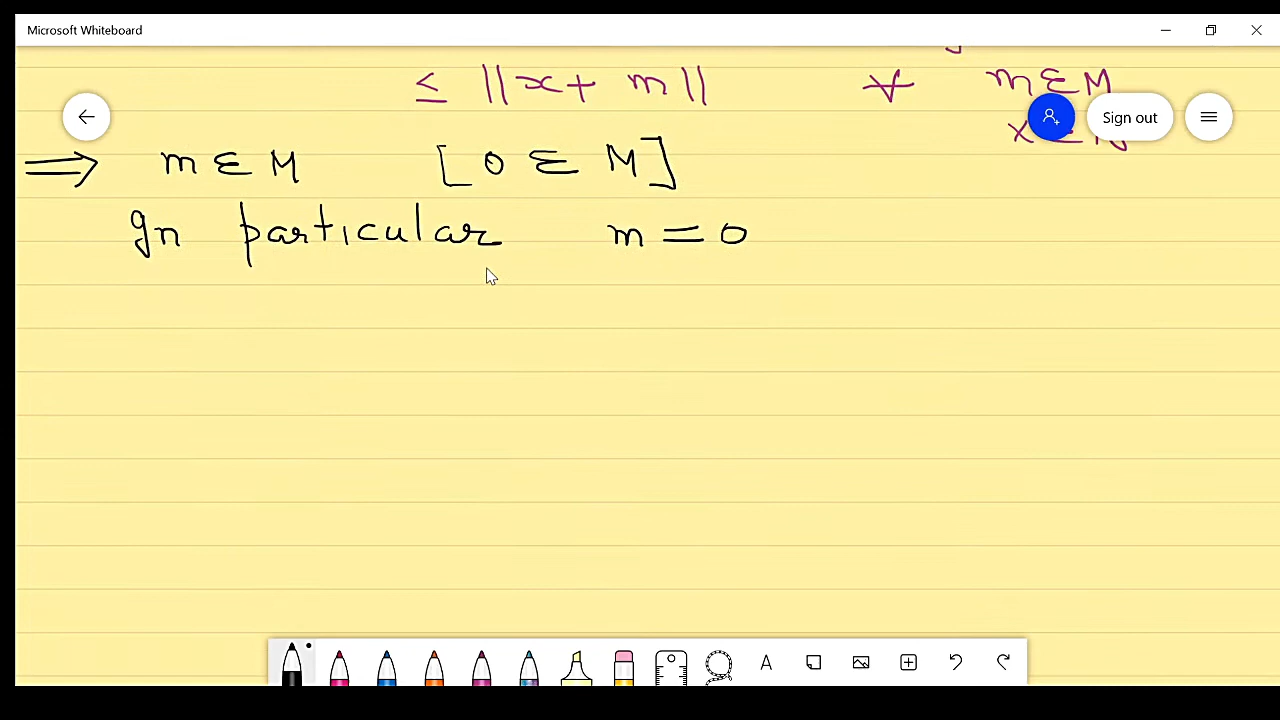 Microsoft Whiteboard
≤ ||x + m|| ∀ m ∈ M
Sign out
⇒ m ∈ M [0 ∈ M]
In particular m = 0